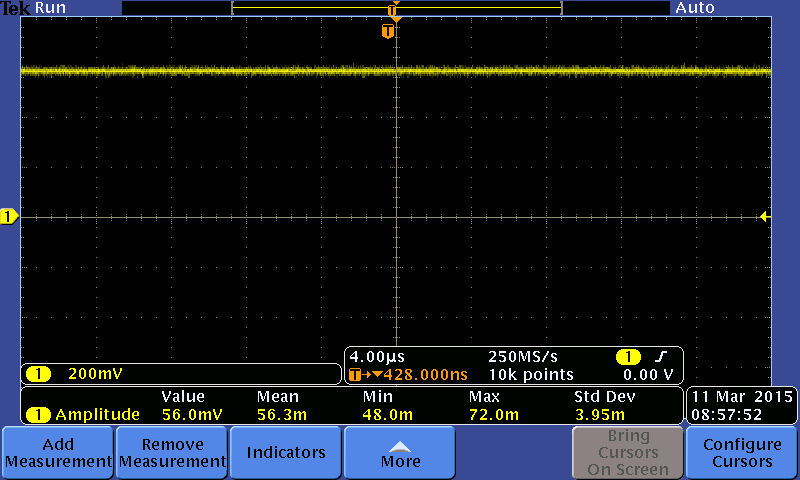 Tek Run T Auto
T
1
4.00µs 250MS/s 1
1 200mV T→▼428.000ns 10k points 0.00 V
Value Mean Min Max Std Dev 11 Mar 2015
1 Amplitude 56.0mV 56.3m 48.0m 72.0m 3.95m 08:57:52
Add Measurement
Remove Measurement
Indicators
More
Bring Cursors On Screen
Configure Cursors